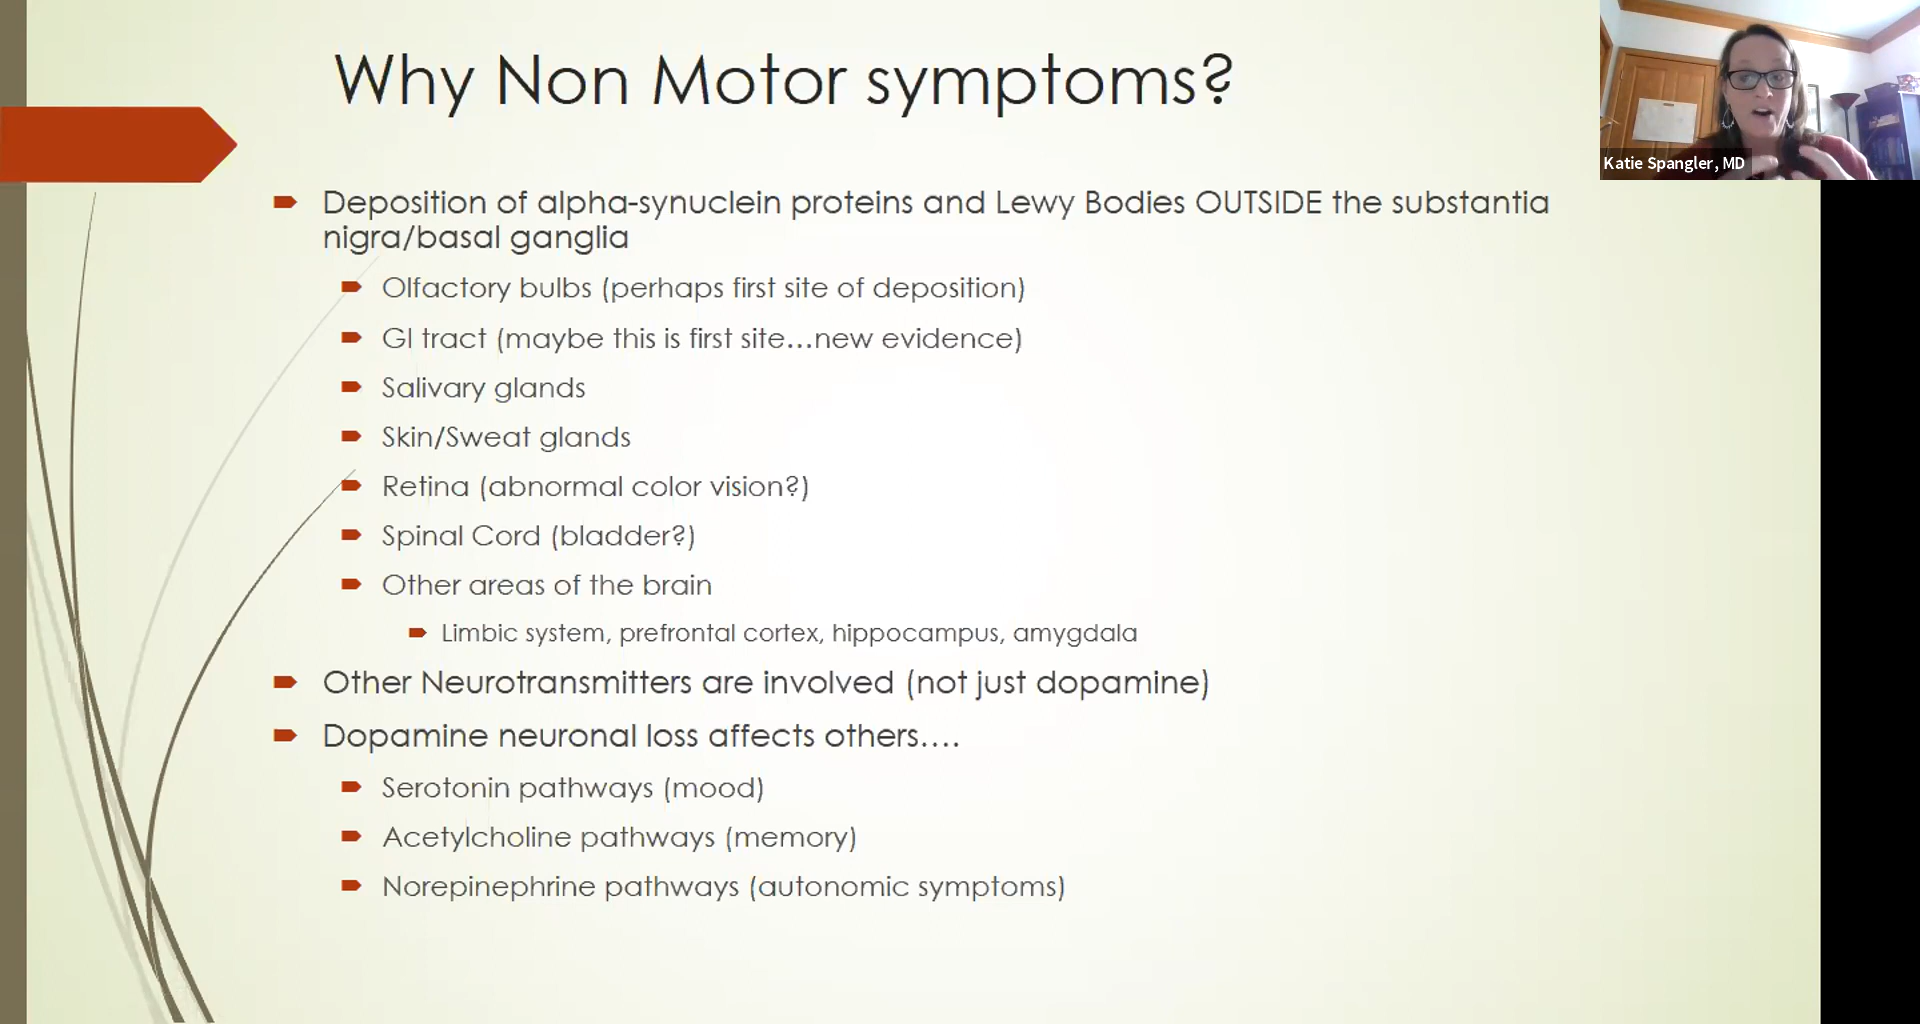 Why Non Motor symptoms?
Katie Spangler, MD
Deposition of alpha-synuclein proteins and Lewy Bodies OUTSIDE the substantia
nigra/basal ganglia
Olfactory bulbs (perhaps first site of deposition)
GI tract (maybe this is first site...new evidence)
Salivary glands
Skin/Sweat glands
Retina (abnormal color vision?)
Spinal Cord (bladder?)
Other areas of the brain
Limbic system, prefrontal cortex, hippocampus, amygdala
Other Neurotransmitters are involved (not just dopamine)
Dopamine neuronal loss affects others....
Serotonin pathways (mood)
Acetylcholine pathways (memory)
Norepinephrine pathways (autonomic symptoms)